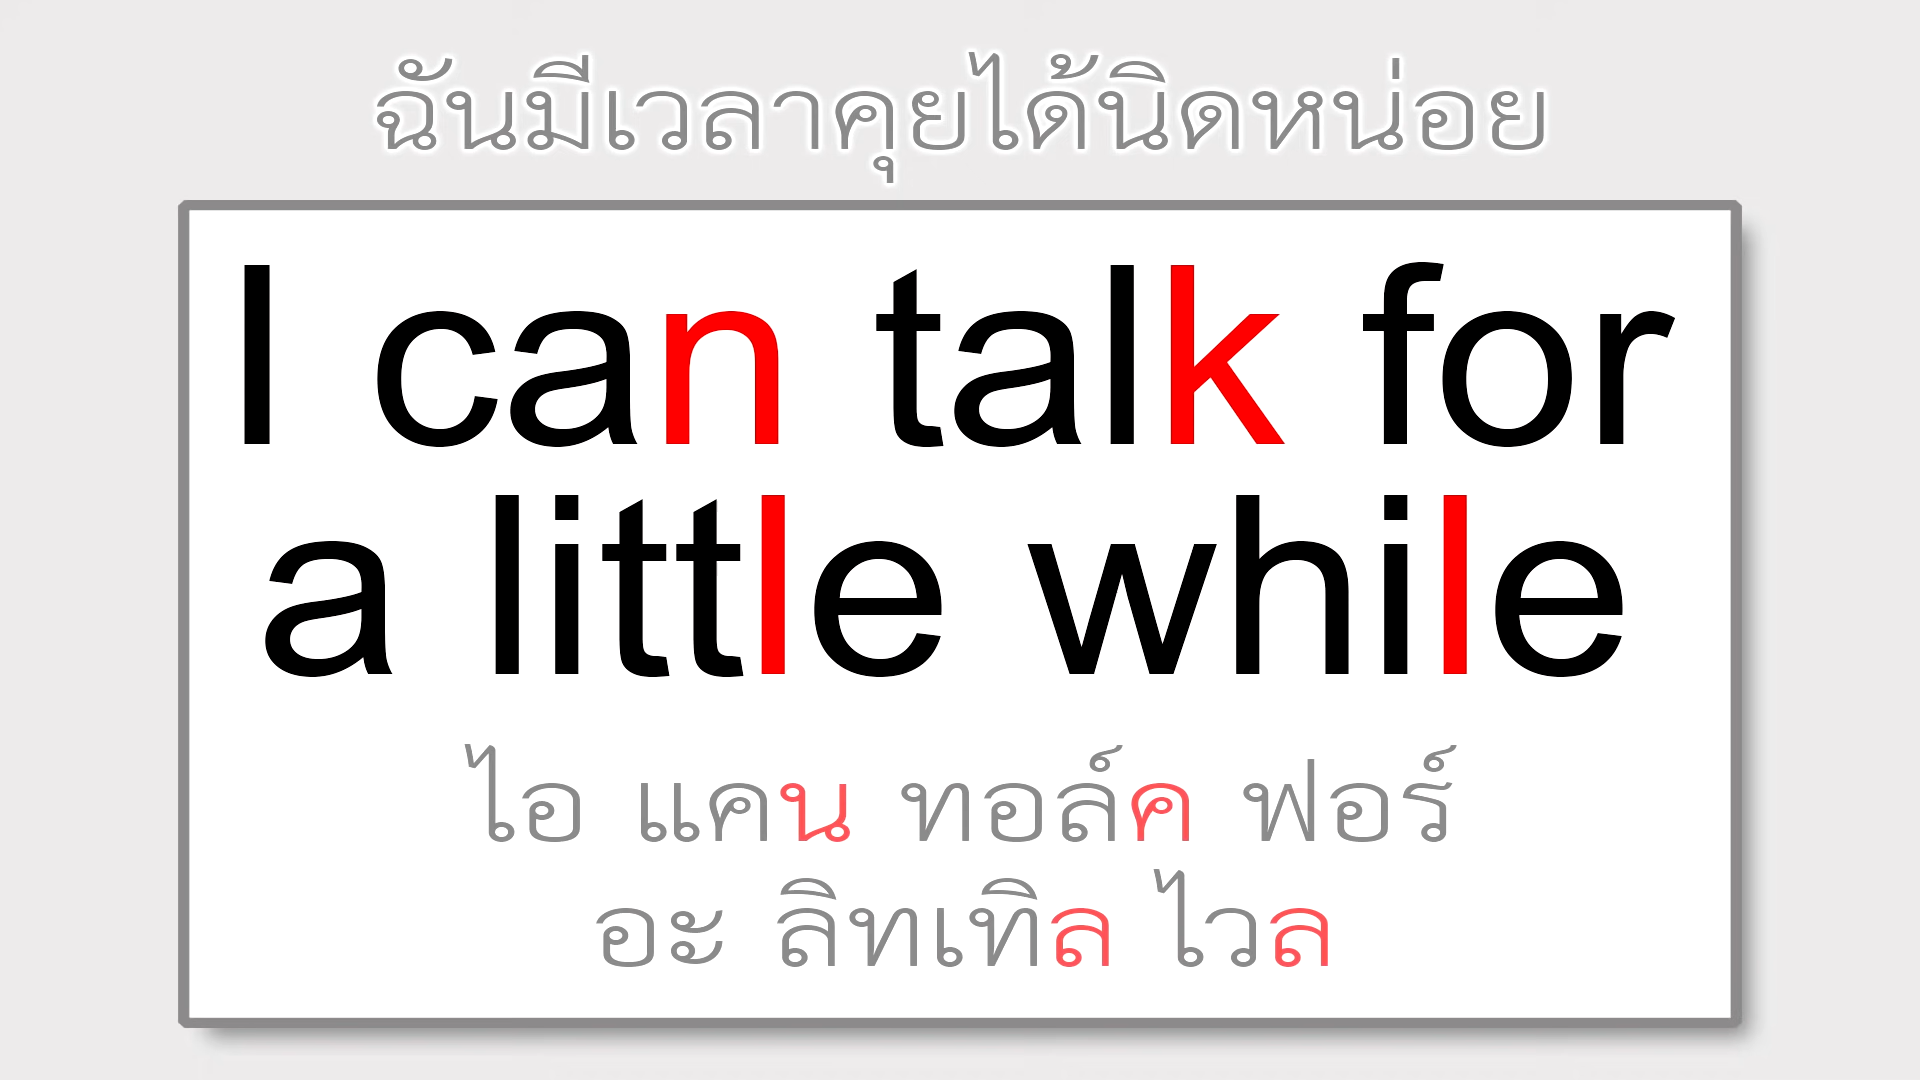 ฉันมีเวลาคุยได้นิดหน่อย
I can talk for
a little while
ไอ แคน ทอล์ค ฟอร์
อะ ลิทเทิล ไวล